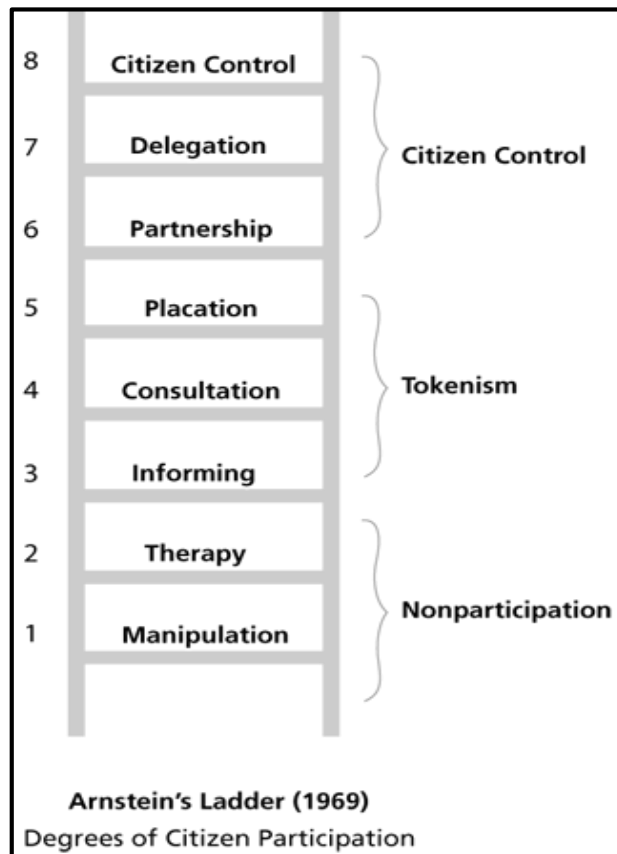 8 Citizen Control
7 Delegation
Citizen Control
6 Partnership
5 Placation
4 Consultation
Tokenism
3 Informing
2 Therapy
Nonparticipation
1 Manipulation
Arnstein's Ladder (1969)
Degrees of Citizen Participation